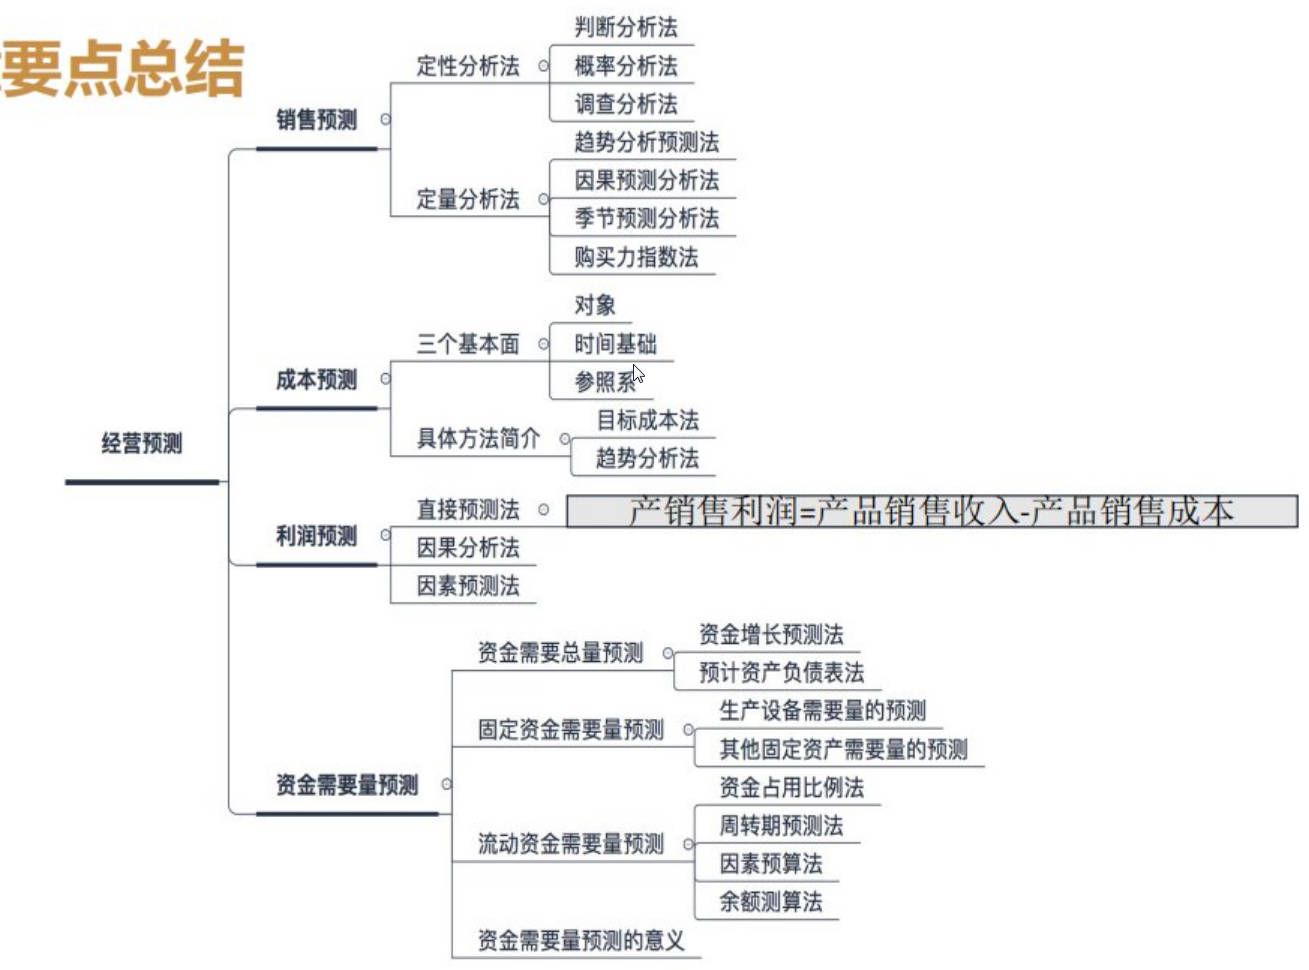 要点总结
经营预测
销售预测
定性分析法
判断分析法
概率分析法
调查分析法
定量分析法
趋势分析预测法
因果预测分析法
季节预测分析法
购买力指数法
成本预测
三个基本面
对象
时间基础
参照系
具体方法简介
目标成本法
趋势分析法
利润预测
直接预测法
产销售利润=产品销售收入-产品销售成本
因果分析法
因素预测法
资金需要量预测
资金需要总量预测
资金增长预测法
预计资产负债表法
固定资金需要量预测
生产设备需要量的预测
其他固定资产需要量的预测
流动资金需要量预测
资金占用比例法
周转期预测法
因素预算法
余额测算法
资金需要量预测的意义